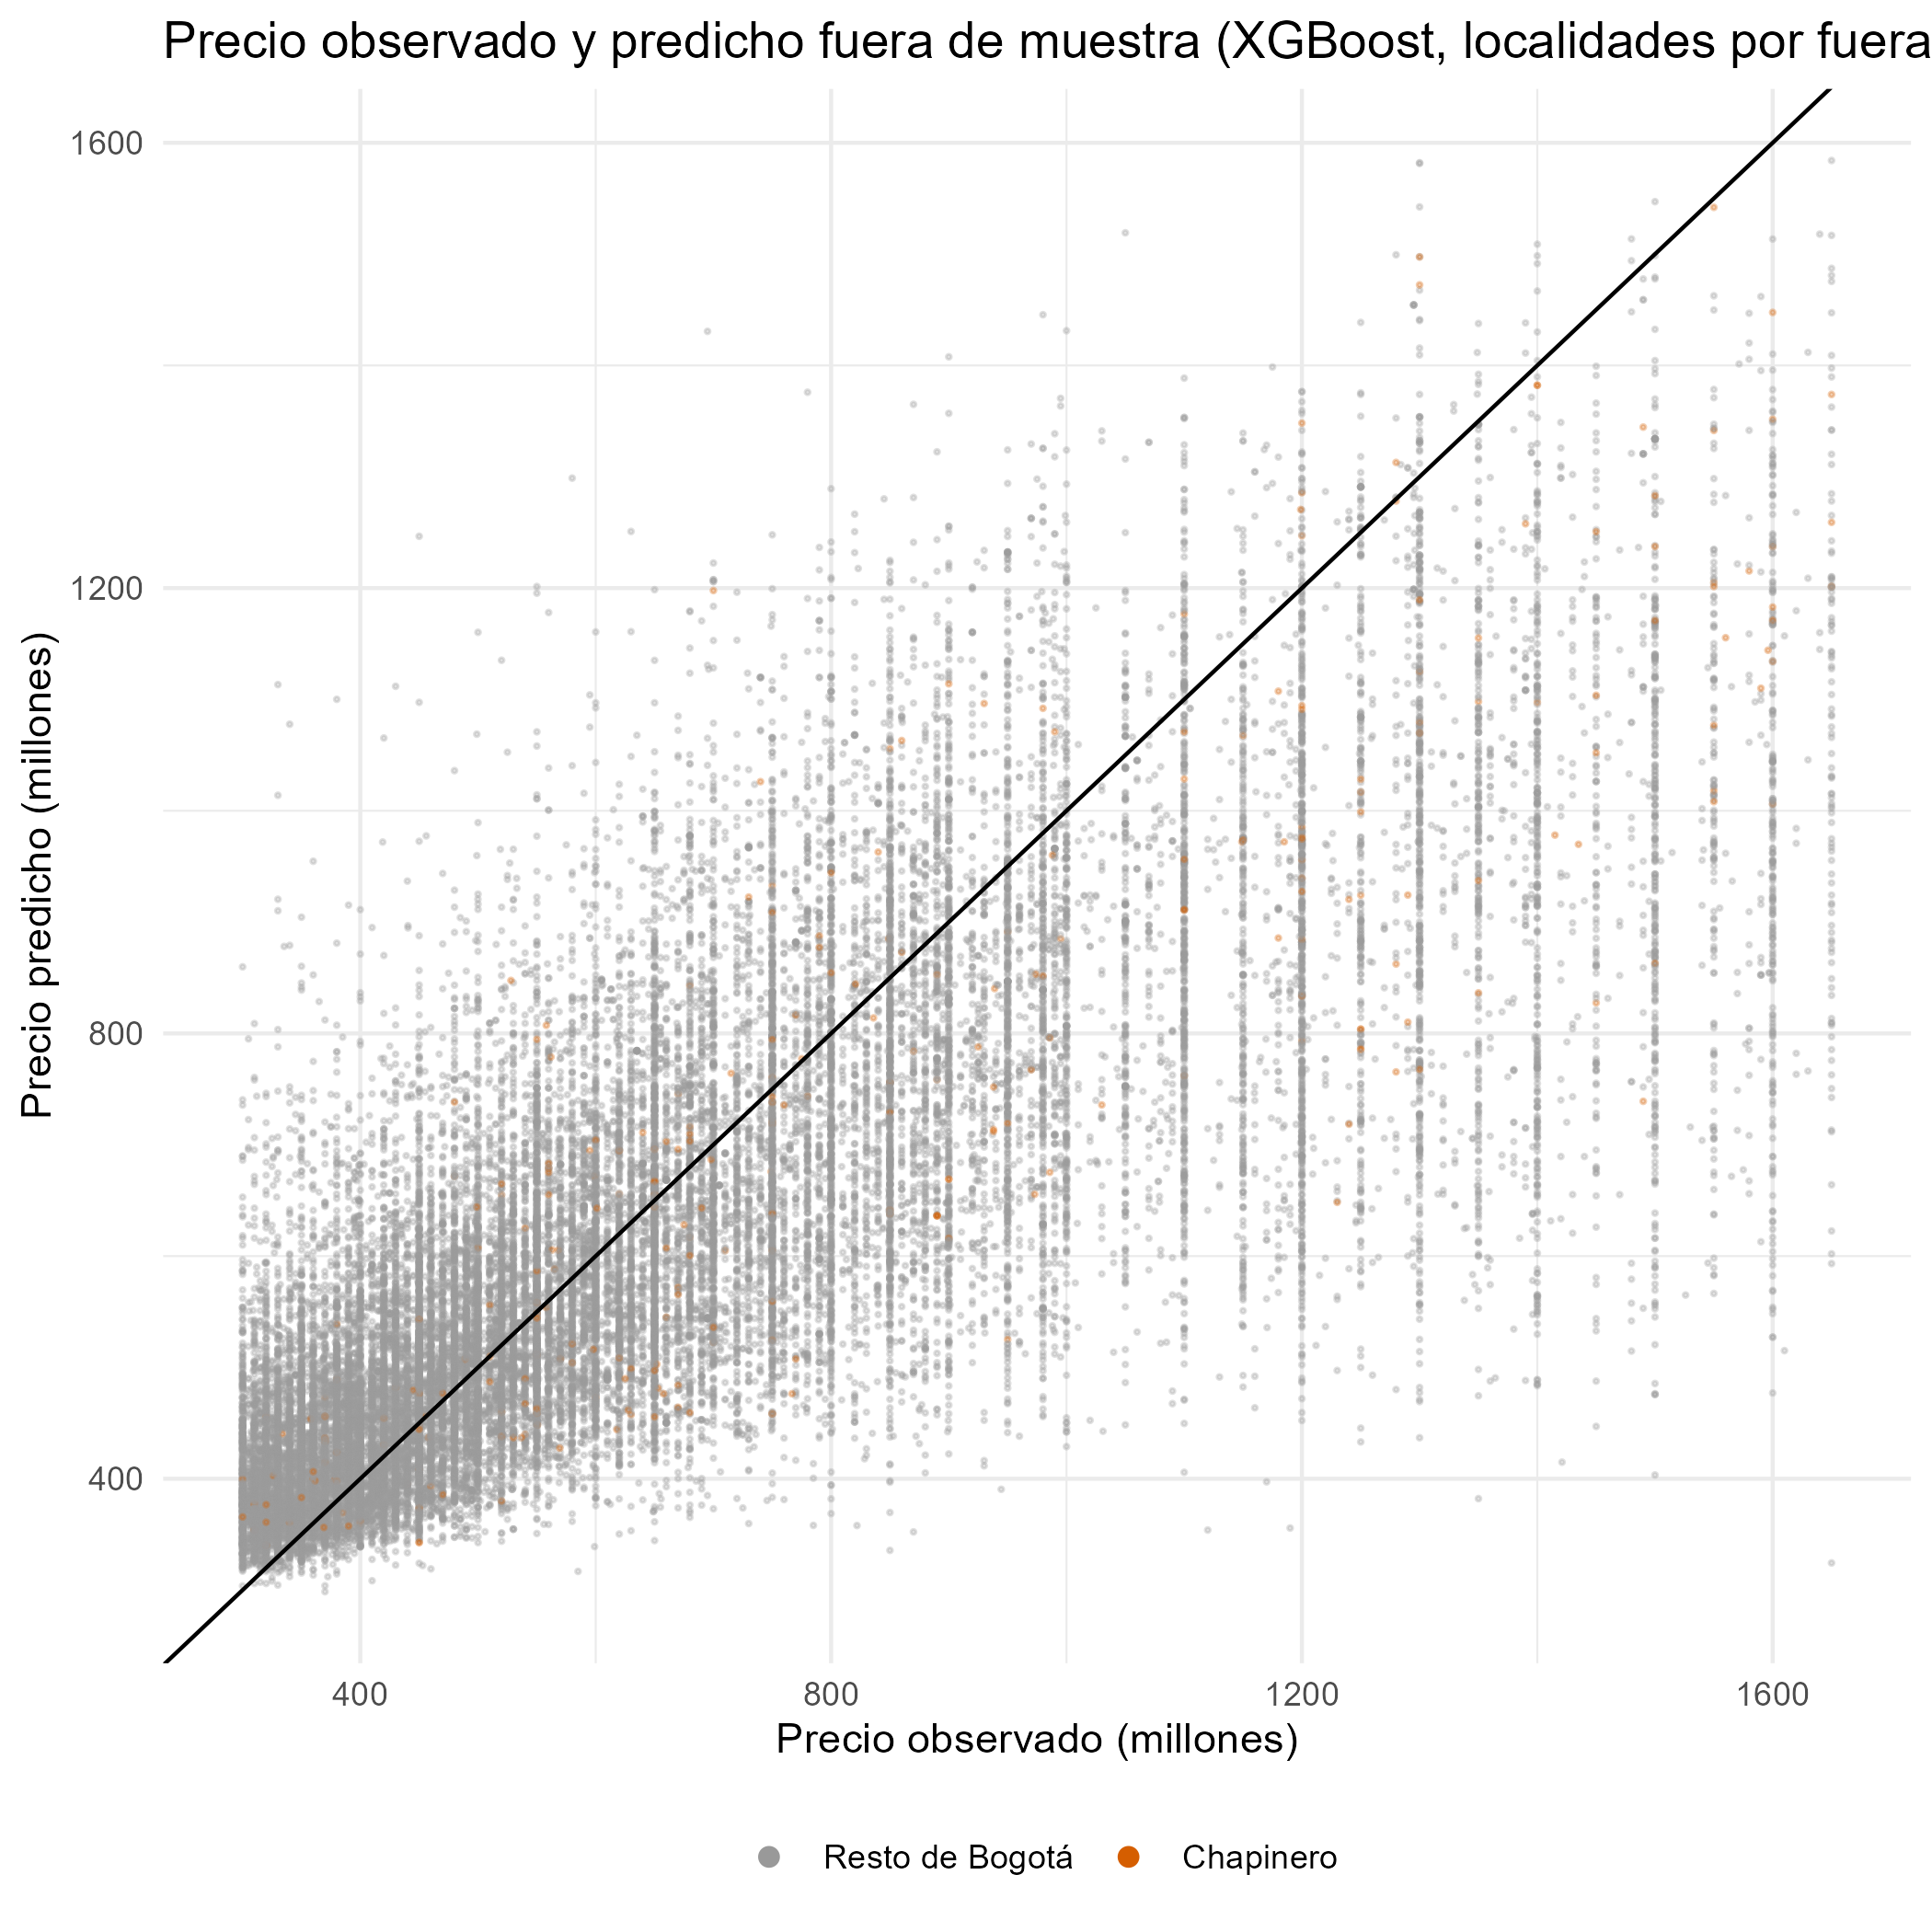 Precio observado y predicho fuera de muestra (XGBoost, localidades por fuera
1600
1200
800
400
Precio predicho (millones)
400 800 1200 1600
Precio observado (millones)
Resto de Bogotá Chapinero